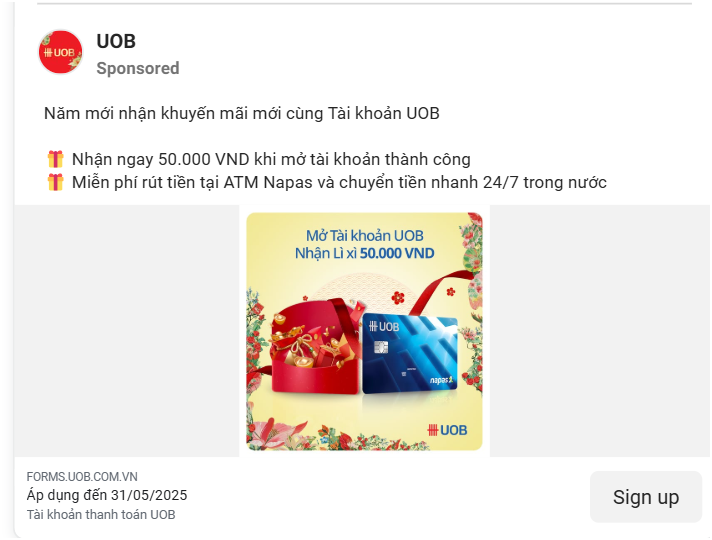 UOB
UOB
Sponsored
Năm mới nhận khuyến mãi mới cùng Tài khoản UOB
Nhận ngay 50.000 VND khi mở tài khoản thành công
Miễn phí rút tiền tại ATM Napas và chuyển tiền nhanh 24/7 trong nước
Mở Tài khoản UOB
Nhận Lì xì 50.000 VND
UOB
napas
UOB
FORMS.UOB.COM.VN
Áp dụng đến 31/05/2025
Tài khoản thanh toán UOB
Sign up